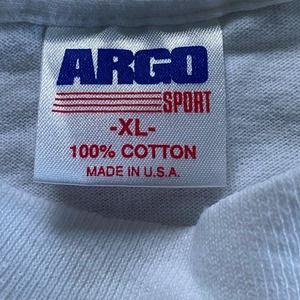 ARGO
SPORT
-XL-
100% COTTON
MADE IN U.S.A.